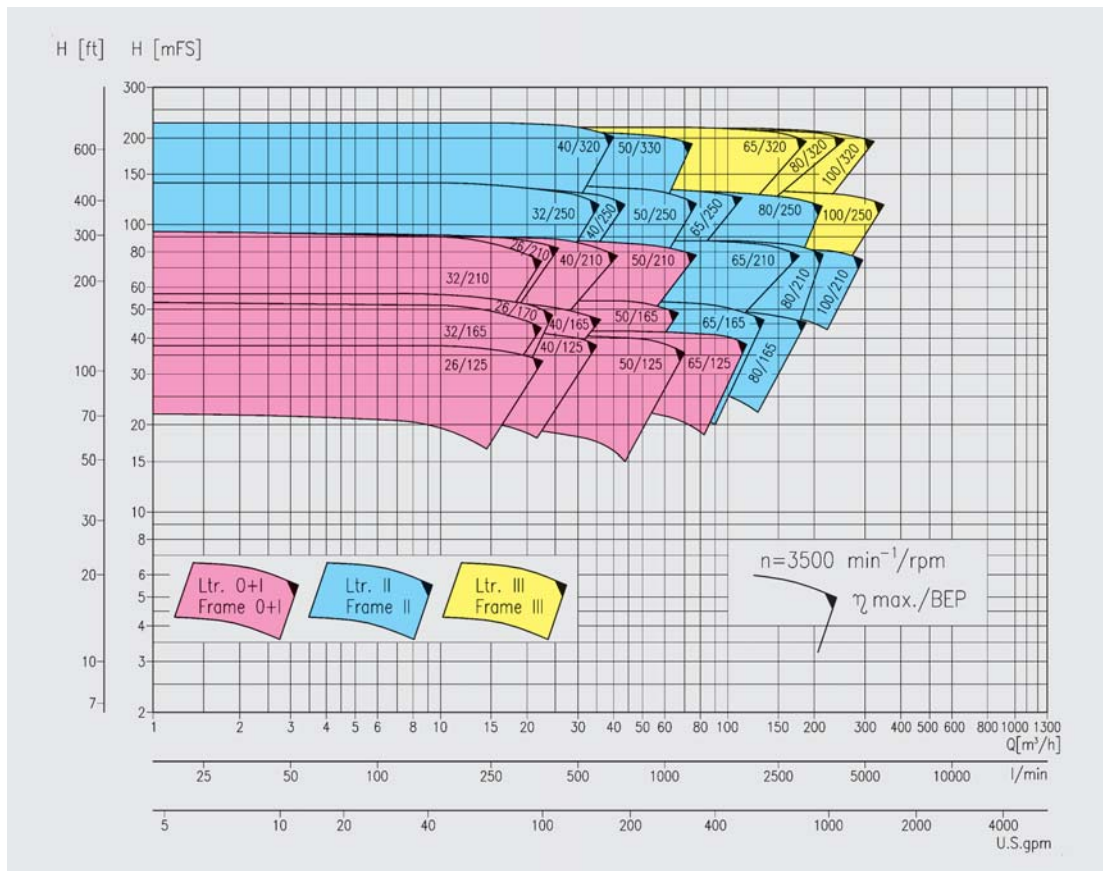 H [ft] H [mFS]
300
200
150
100
80
60
50
40
30
20
15
10
8
6
5
4
3
2
600
400
300
200
100
70
50
30
20
10
7
40/320 50/330 65/320 80/320 100/320
32/250 40/250 50/250 65/250 80/250 100/250
26/210 32/210 40/210 50/210 65/210 80/210 100/210
26/170 32/165 40/165 50/165 65/165 80/165
26/125 40/125 50/125 65/125
Ltr. 0+I
Frame 0+I
Ltr. II
Frame II
Ltr. III
Frame III
n=3500 min⁻¹/rpm
η max./BEP
1 2 3 4 5 6 8 10 15 20 30 40 50 60 80 100 150 200 300 400 500 600 800 1000 1300
Q[m³/h]
25 50 100 250 500 1000 2500 5000 10000 l/min
5 10 20 40 100 200 400 1000 2000 4000
U.S.gpm